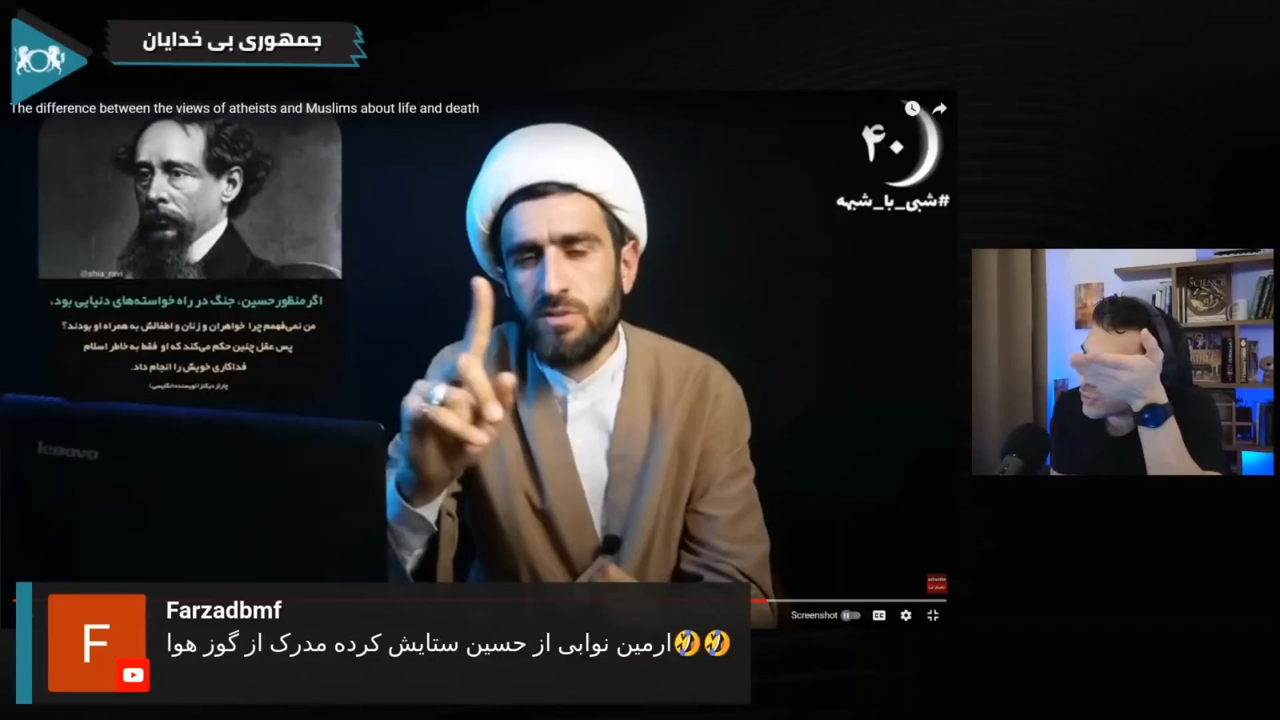 جمهوری بی خدایان
The difference between the views of atheists and Muslims about life and death
۴۰
#شبی_با_شبهه
@shia_ravi
اگر منظور حسین، جنگ در راه خواسته‌های دنیایی بود،
من نمی‌فهمم چرا خواهران و زنان و اطفالش به همراه او بودند؟
پس عقل چنین حکم می‌کند که او فقط به خاطر اسلام
فداکاری خویش را انجام داد.
چارلز دیکنز (نویسنده انگلیسی)
SCIENCE
lenovo
Screenshot
CC
F
Farzadbmf
ارمین نوابی از حسین ستایش کرده مدرک از گوز هوا🤣🤣